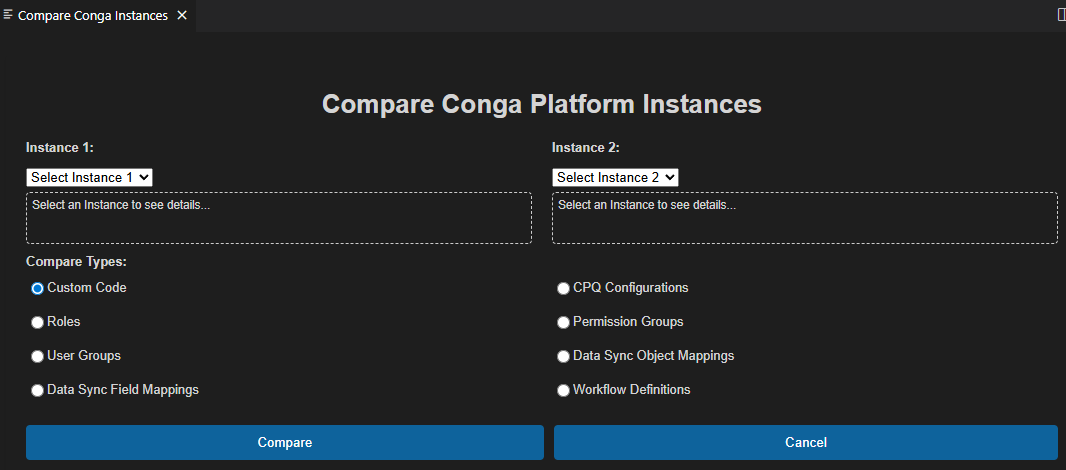 Compare Conga Instances
Compare Conga Platform Instances
Instance 1:
Instance 2:
Select Instance 1
Select Instance 2
Select an Instance to see details...
Select an Instance to see details...
Compare Types:
Custom Code
CPQ Configurations
Roles
Permission Groups
User Groups
Data Sync Object Mappings
Data Sync Field Mappings
Workflow Definitions
Compare
Cancel